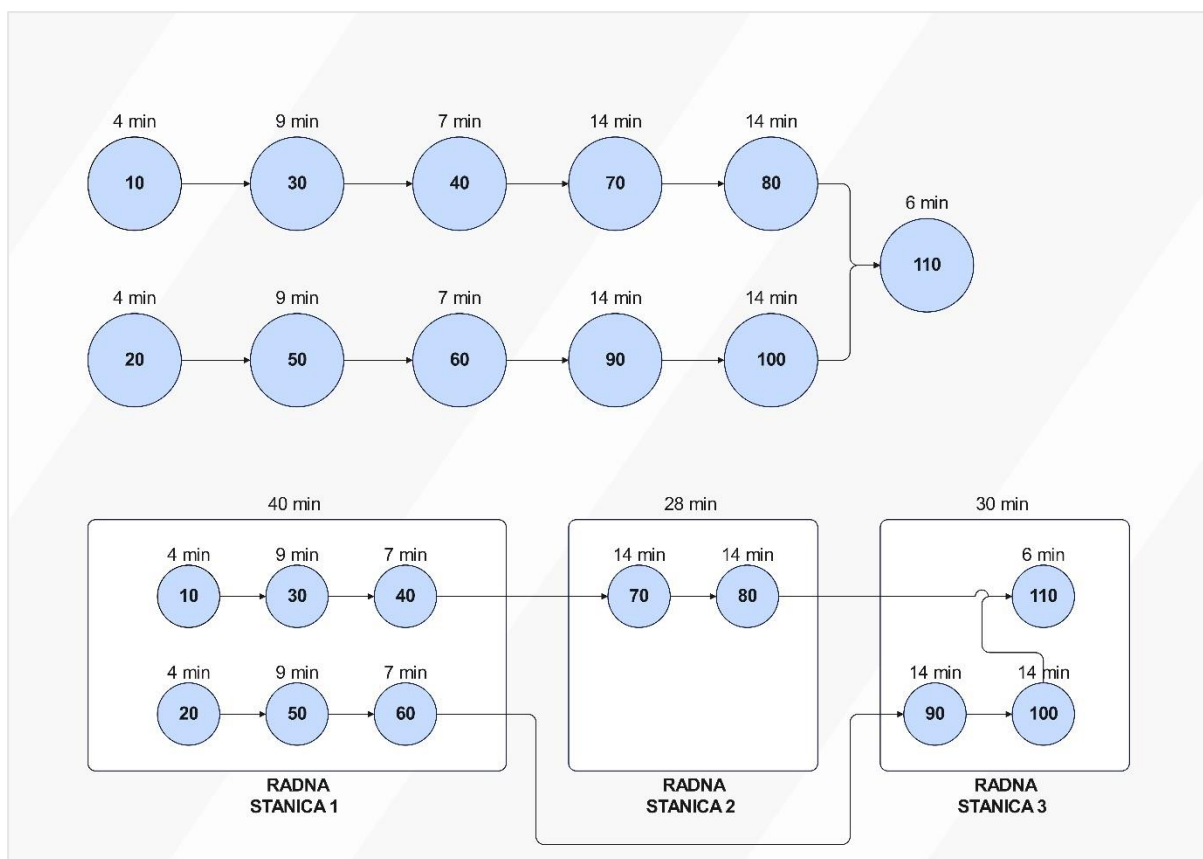 4 min 9 min 7 min 14 min 14 min
10 30 40 70 80
6 min
110
4 min 9 min 7 min 14 min 14 min
20 50 60 90 100
40 min 28 min 30 min
4 min 9 min 7 min 14 min 14 min 6 min
10 30 40 70 80 110
4 min 9 min 7 min 14 min 14 min
20 50 60 90 100
RADNA RADNA RADNA
STANICA 1 STANICA 2 STANICA 3